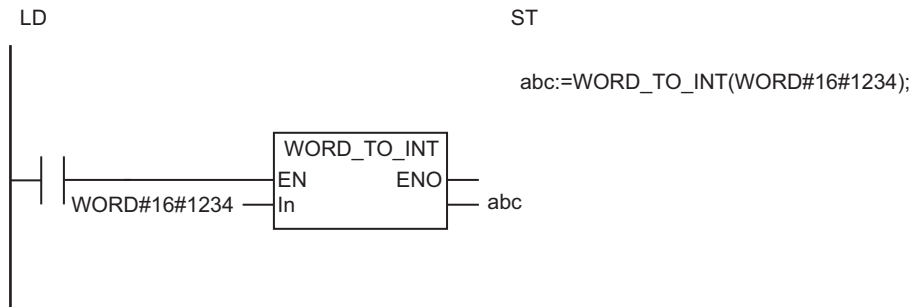 LD
ST
abc:=WORD_TO_INT(WORD#16#1234);
WORD_TO_INT
EN ENO
WORD#16#1234 In abc